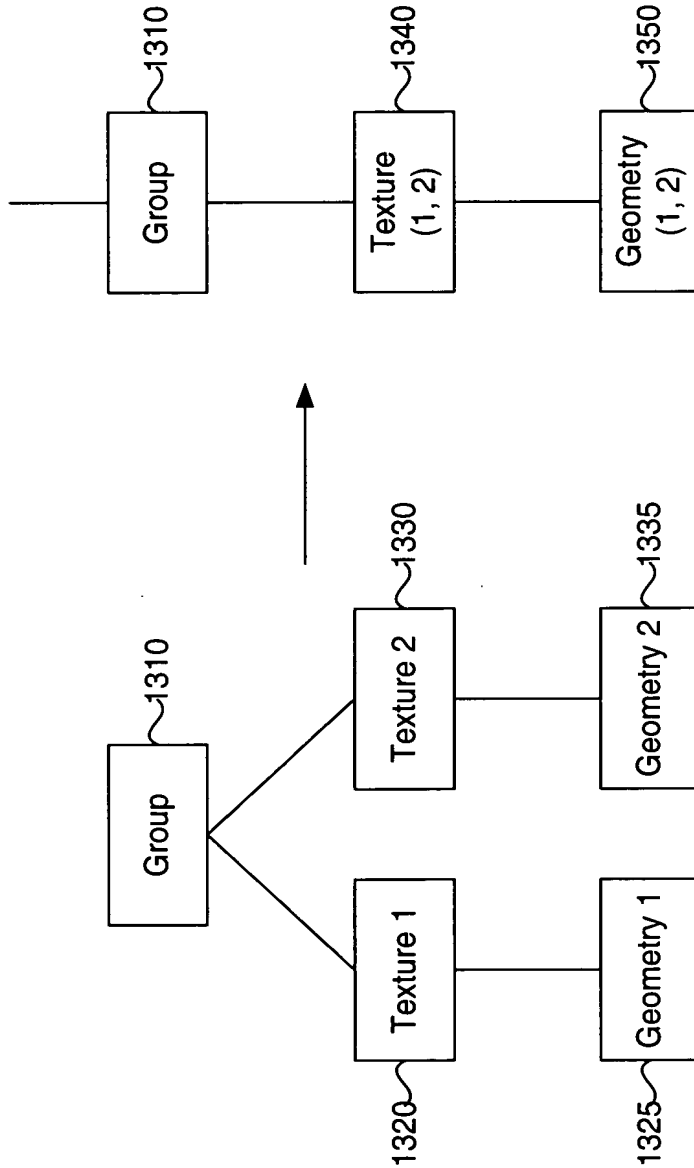 Group
1310
Texture 1
1320
Texture 2
1330
Geometry 1
1325
Geometry 2
1335
Group
1310
Texture
(1, 2)
1340
Geometry
(1, 2)
1350